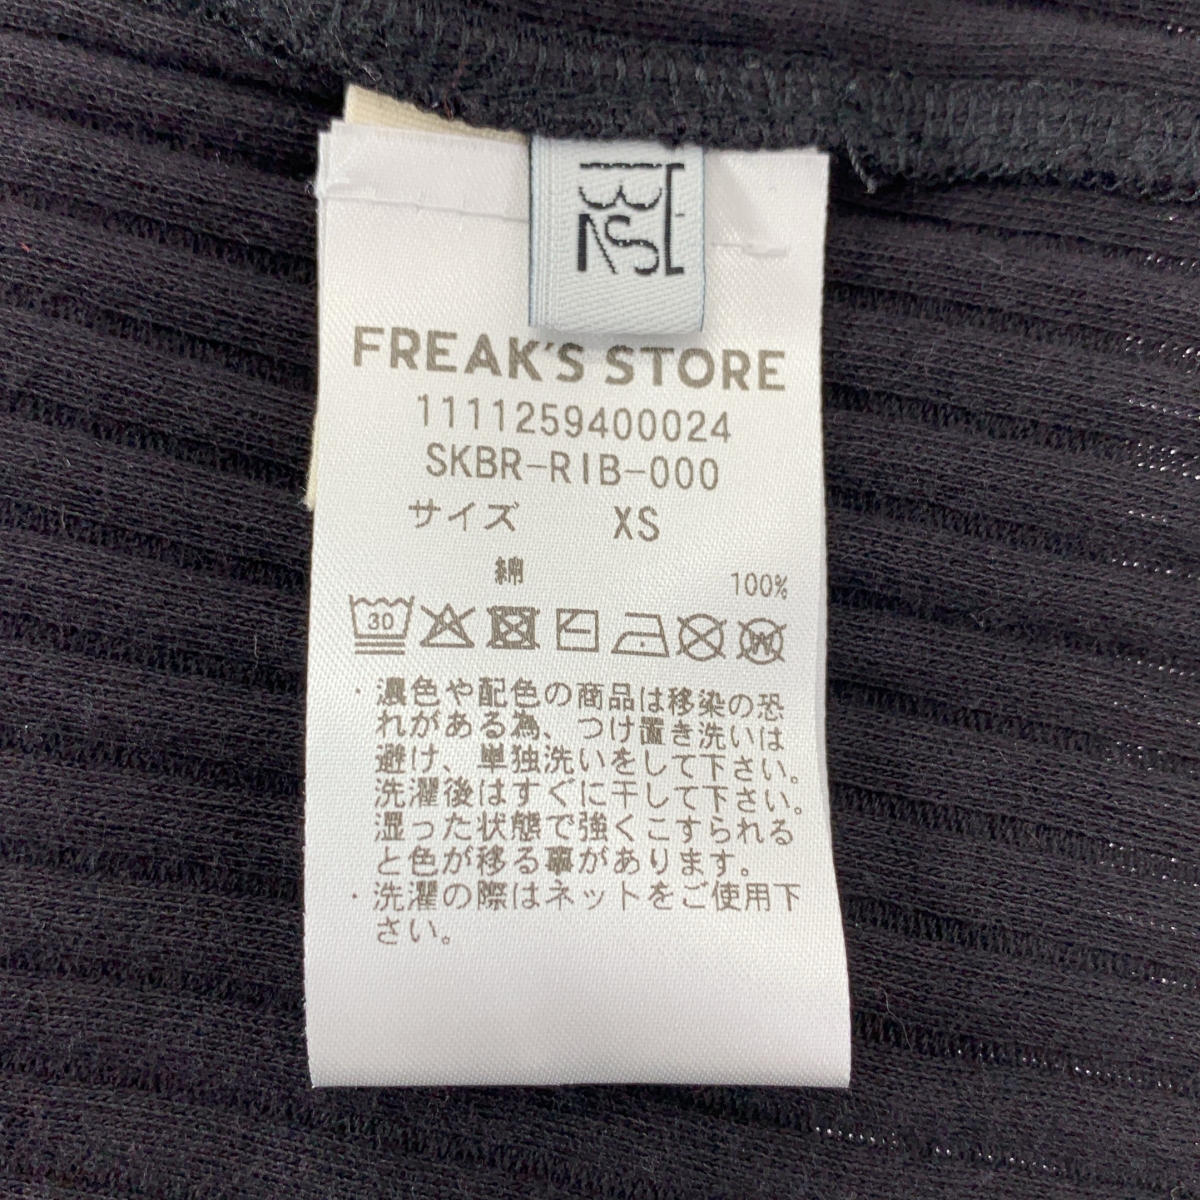 FREAK'S STORE
1111259400024
SKBR-RIB-000
サイズ XS
綿 100%
30
W
・濃色や配色の商品は移染の恐
れがある為、つけ置き洗いは
避け、単独洗いをして下さい。
洗濯後はすぐに干して下さい。
湿った状態で強くこすられる
と色が移る事があります。
・洗濯の際はネットをご使用下
さい。